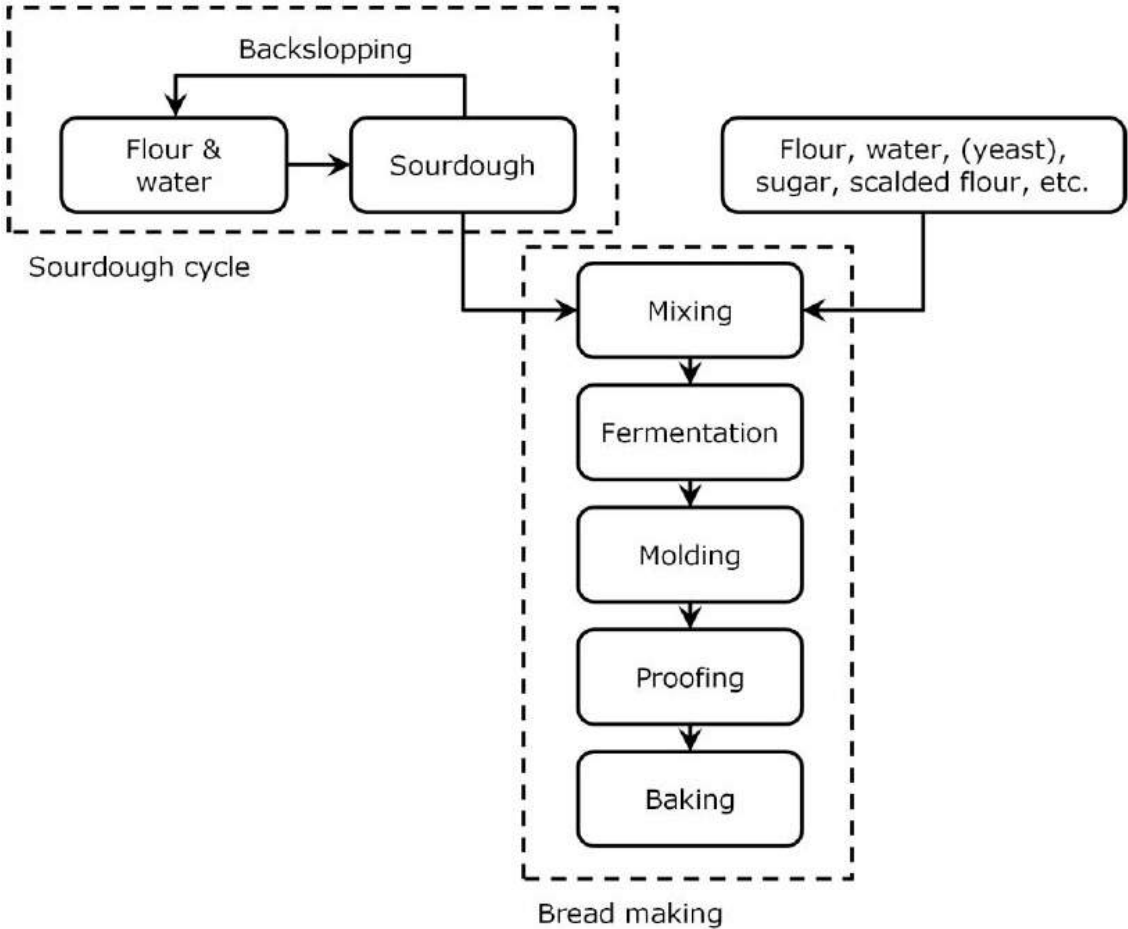 Backslopping
Flour &
water
Sourdough
Flour, water, (yeast),
sugar, scalded flour, etc.
Sourdough cycle
Mixing
Fermentation
Molding
Proofing
Baking
Bread making